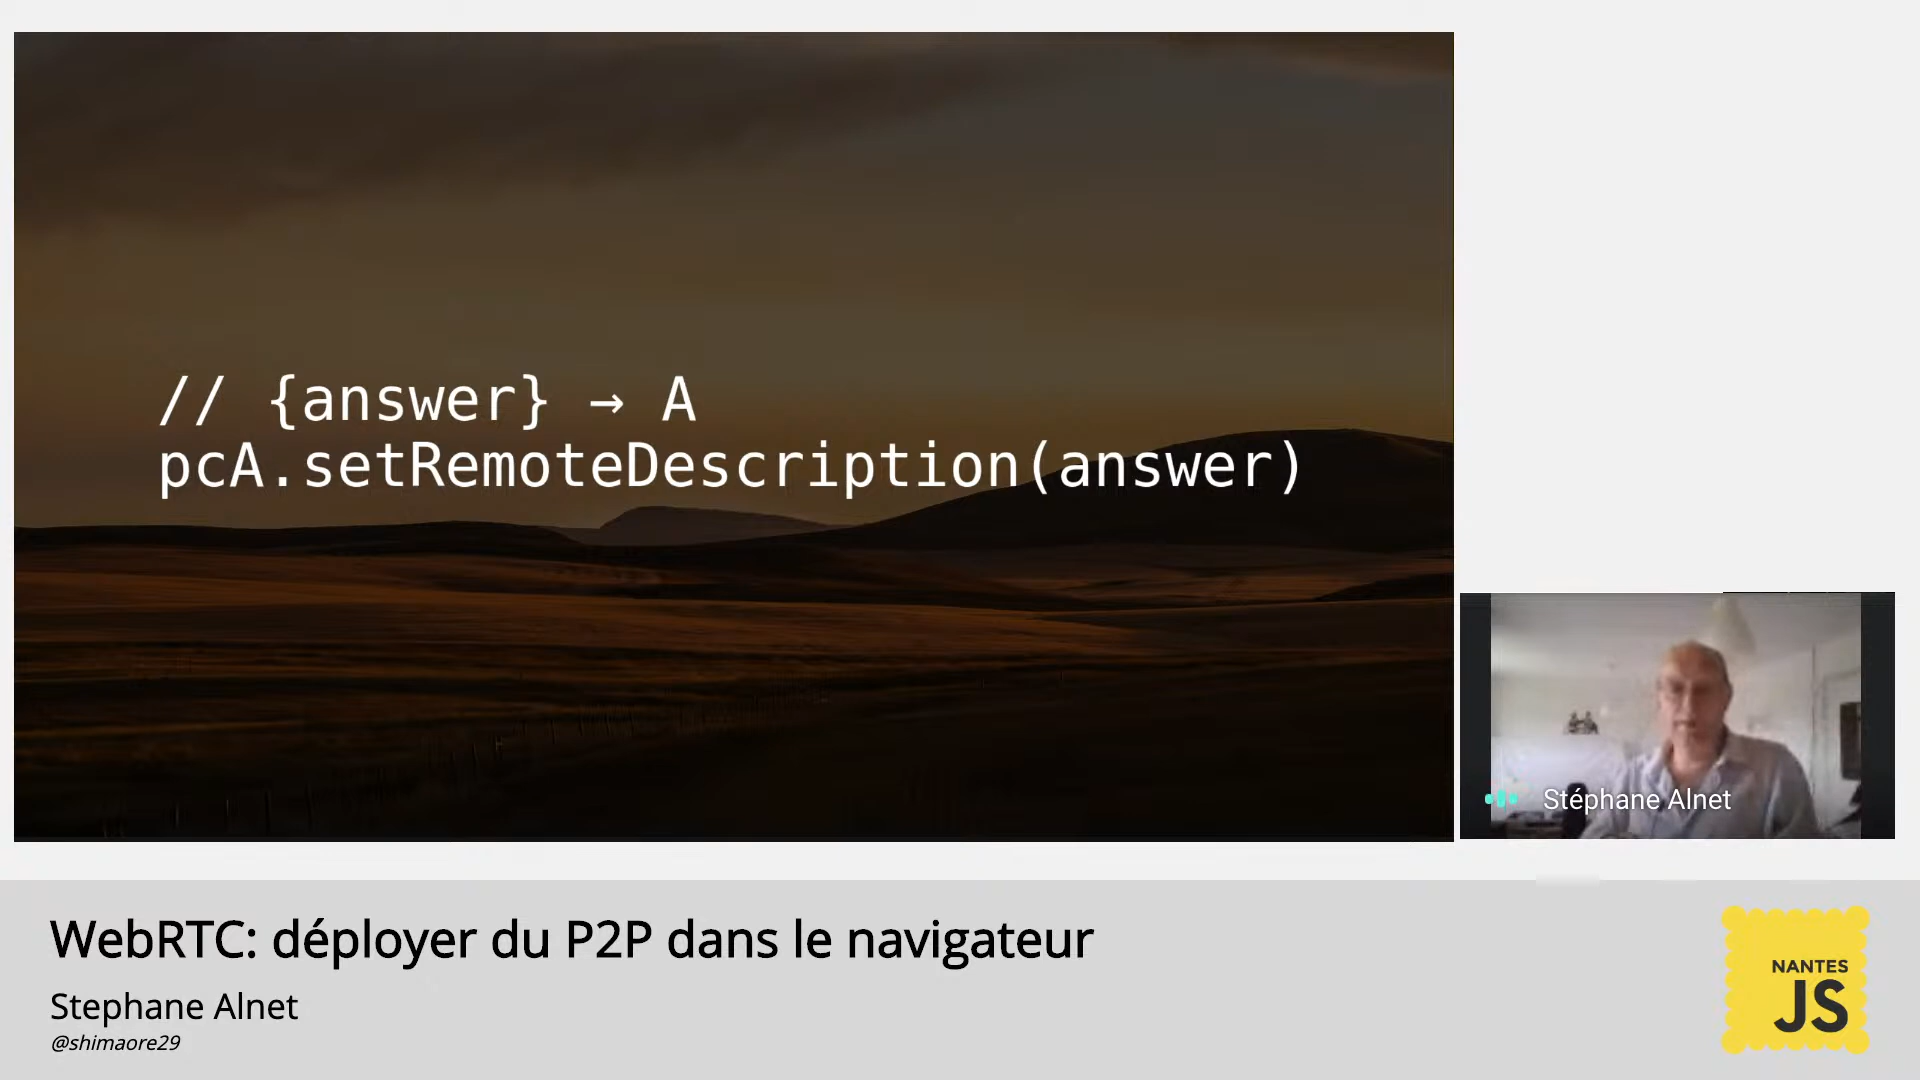 // {answer} → A
pcA.setRemoteDescription(answer)
Stéphane Alnet
WebRTC: déployer du P2P dans le navigateur
Stephane Alnet
@shimaore29
NANTES
JS